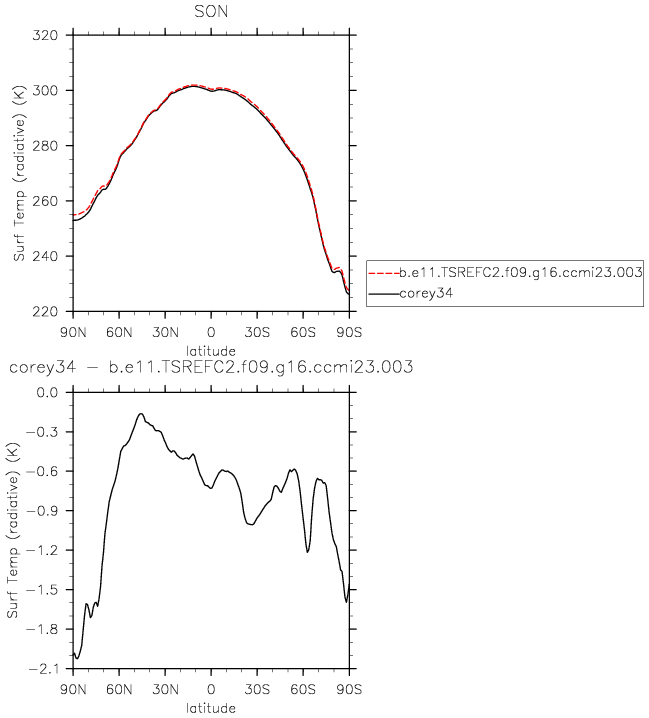 SON
320
300
280
260
240
220
Surf Temp (radiative) (K)
90N 60N 30N 0 30S 60S 90S
latitude
b.e11.TSREFC2.f09.g16.ccmi23.003
corey34
corey34 − b.e11.TSREFC2.f09.g16.ccmi23.003
0.0
−0.3
−0.6
−0.9
−1.2
−1.5
−1.8
−2.1
Surf Temp (radiative) (K)
90N 60N 30N 0 30S 60S 90S
latitude